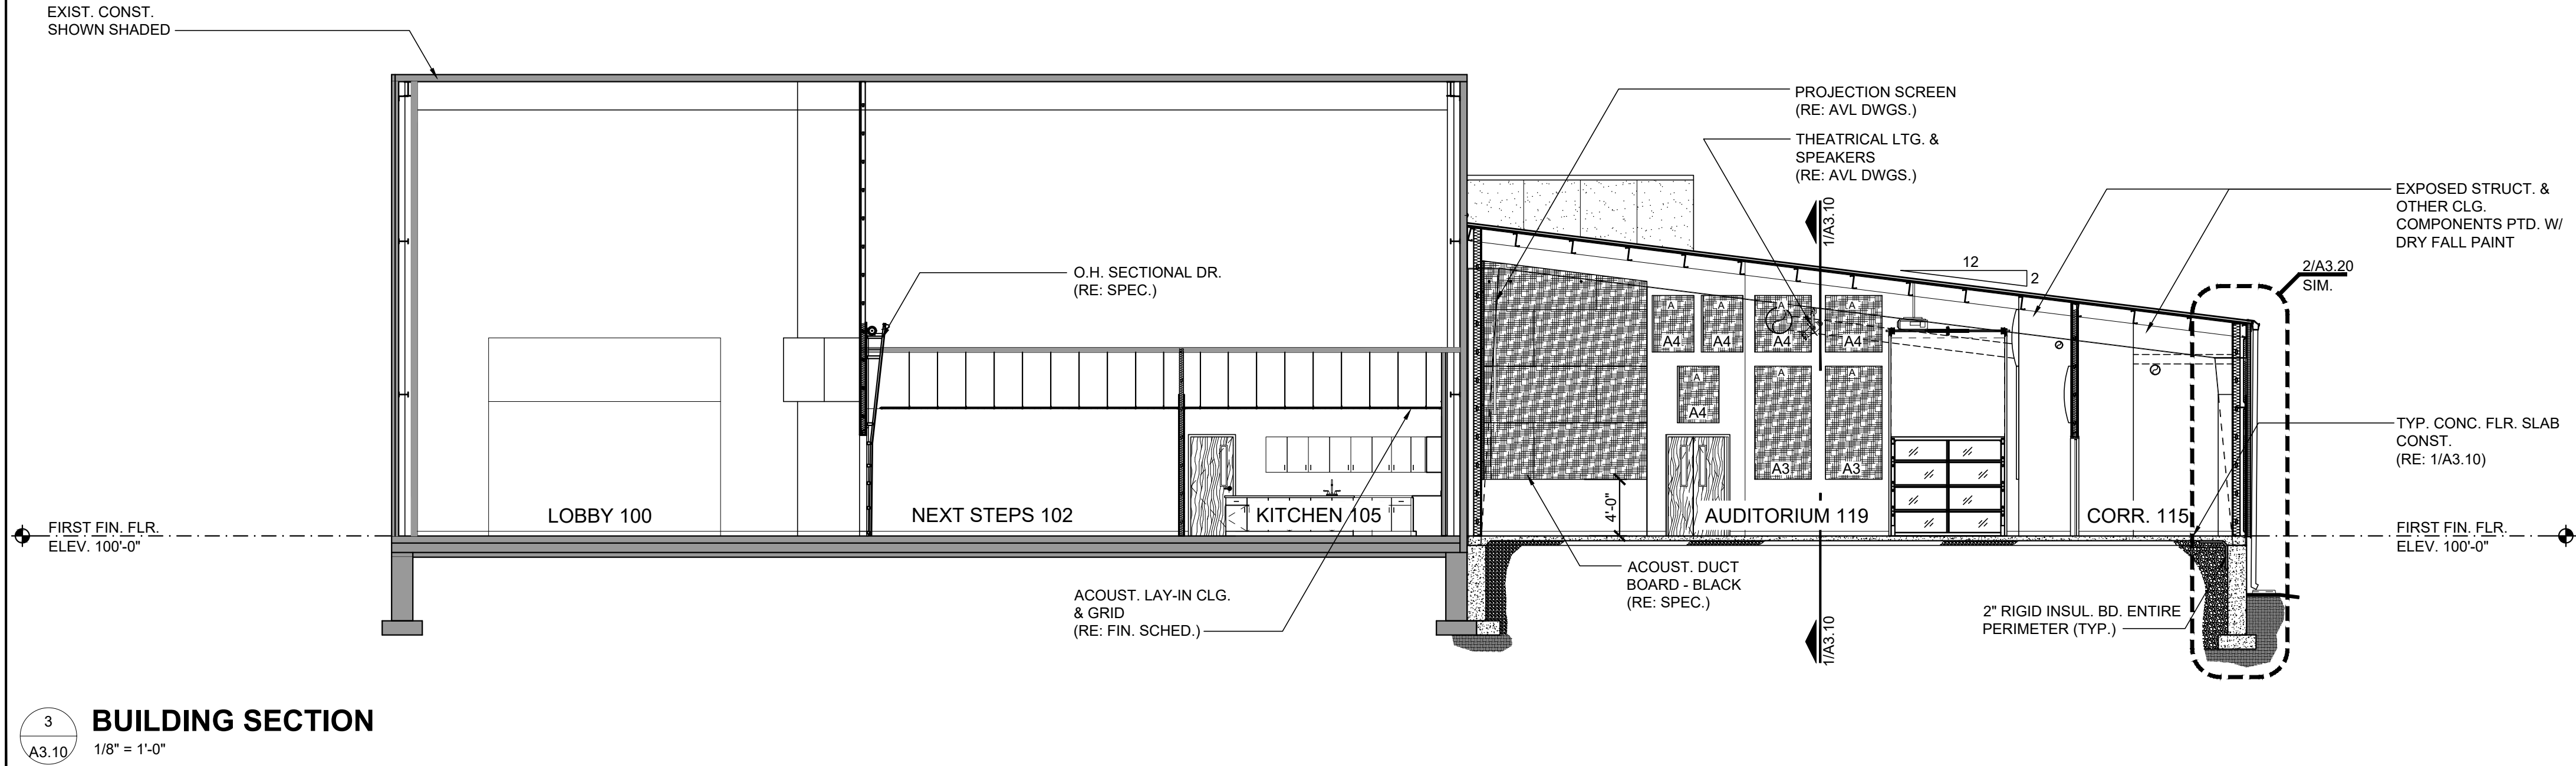 EXIST. CONST.
SHOWN SHADED
PROJECTION SCREEN
(RE: AVL DWGS.)
THEATRICAL LTG. &
SPEAKERS
(RE: AVL DWGS.)
1/A3.10
EXPOSED STRUCT. &
OTHER CLG.
COMPONENTS PTD. W/
DRY FALL PAINT
O.H. SECTIONAL DR.
(RE: SPEC.)
12
2
2/A3.20
SIM.
A A A A
A4 A4 A4 A4
A A A
A4
A3 A3
TYP. CONC. FLR. SLAB
CONST.
(RE: 1/A3.10)
4'-0"
LOBBY 100
NEXT STEPS 102
KITCHEN 105
AUDITORIUM 119
CORR. 115
FIRST FIN. FLR.
ELEV. 100'-0"
FIRST FIN. FLR.
ELEV. 100'-0"
ACOUST. LAY-IN CLG.
& GRID
(RE: FIN. SCHED.)
ACOUST. DUCT
BOARD - BLACK
(RE: SPEC.)
1/A3.10
2" RIGID INSUL. BD. ENTIRE
PERIMETER (TYP.)
3
A3.10
BUILDING SECTION
1/8" = 1'-0"